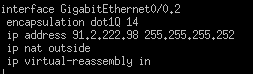 interface GigabitEthernet0/0.2
encapsulation dot1Q 14
ip address 91.2.222.98 255.255.255.252
ip nat outside
ip virtual-reassembly in
!